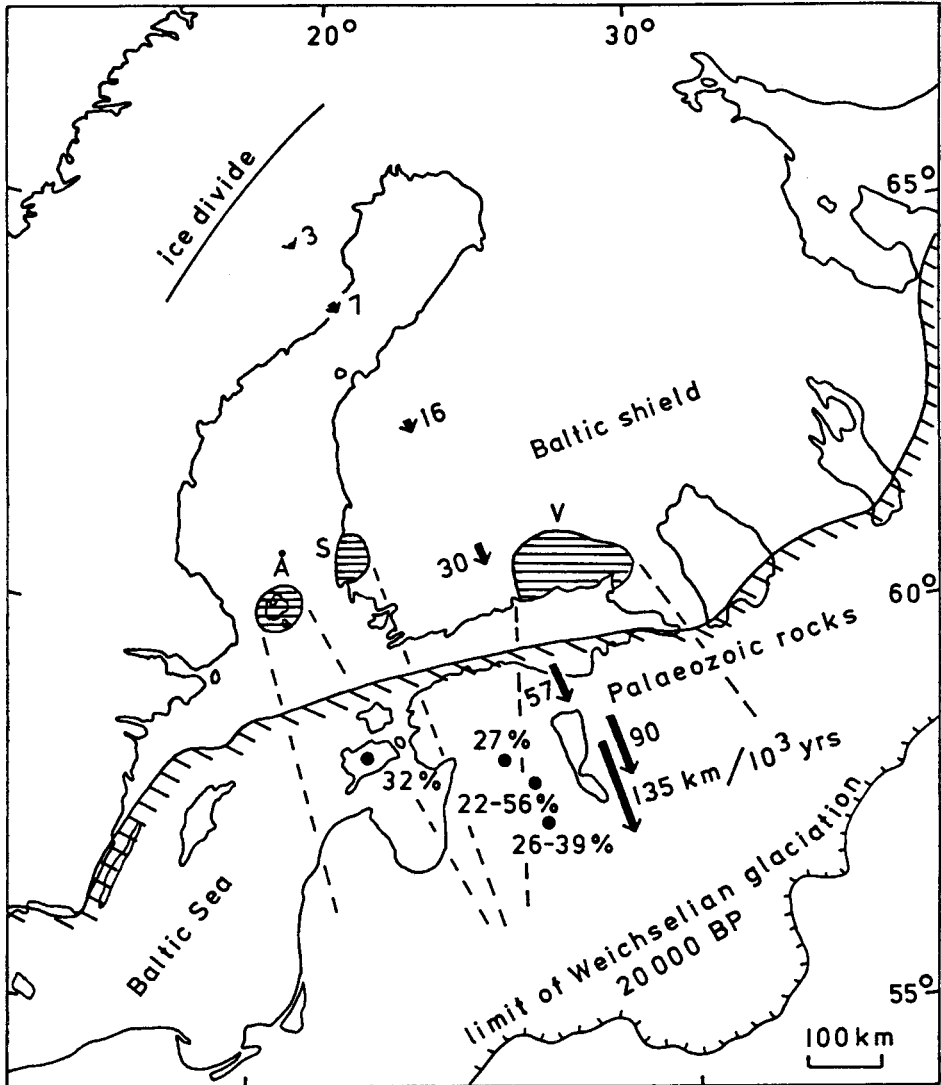 20°
30°
ice divide
65°
3
7
16
Baltic shield
V
S
Å
30
60°
Palaeozoic rocks
57
90
27%
32%
135 km/10³ yrs
22-56%
26-39%
Baltic Sea
limit of Weichselian glaciation
20 000 BP
55°
100 km